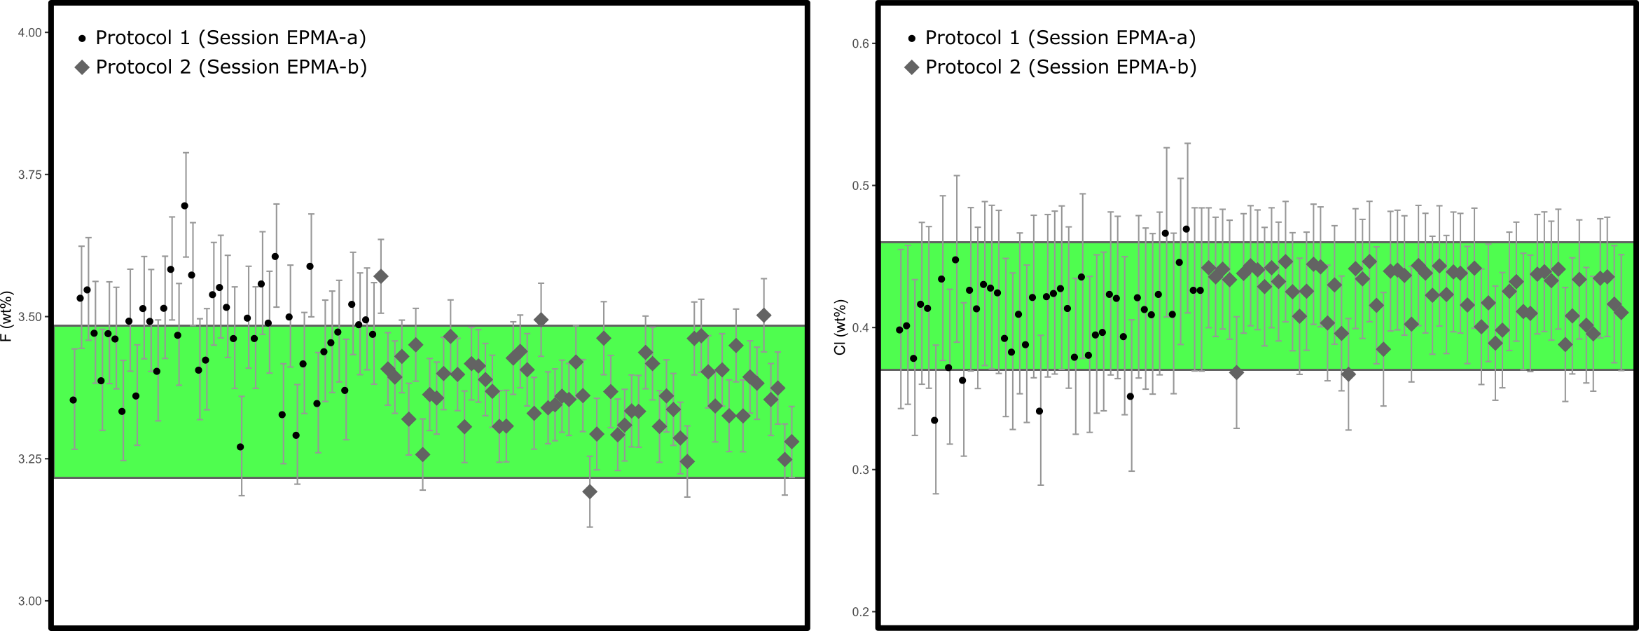 4.00
Protocol 1 (Session EPMA-a)
Protocol 2 (Session EPMA-b)
3.75
3.50
F (wt%)
3.25
3.00
0.6
Protocol 1 (Session EPMA-a)
Protocol 2 (Session EPMA-b)
0.5
0.4
Cl (wt%)
0.3
0.2